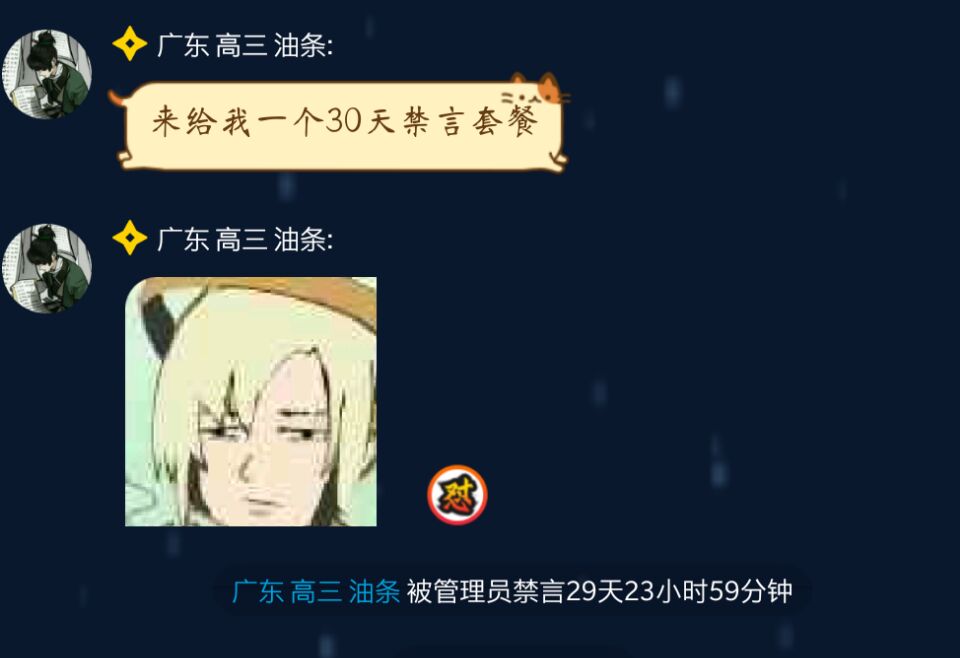 广东 高三 油条:
来给我一个30天禁言套餐
广东 高三 油条:
怼
广东 高三 油条 被管理员禁言29天23小时59分钟